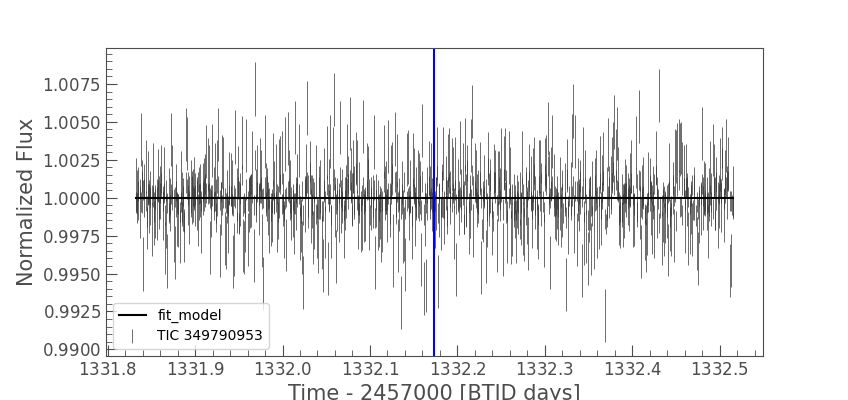 Normalized Flux
1.0075
1.0050
1.0025
1.0000
0.9975
0.9950
0.9925
0.9900
fit_model
TIC 349790953
1331.8 1331.9 1332.0 1332.1 1332.2 1332.3 1332.4 1332.5
Time - 2457000 [BTJD days]